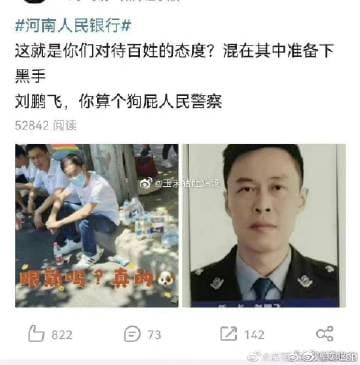 #河南人民银行#
这就是你们对待百姓的态度？混在其中准备下
黑手
刘鹏飞，你算个狗屁人民警察
52842 阅读
眼熟吗？真的
822
73
142